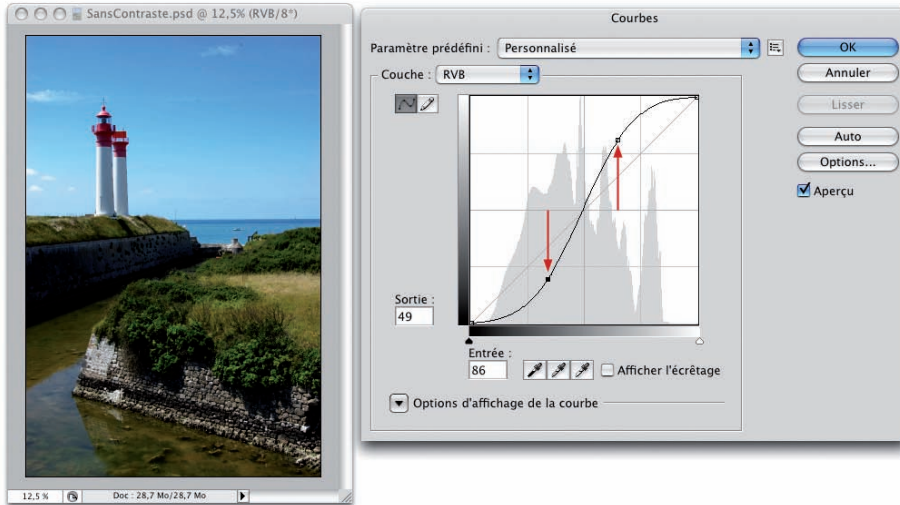 SansContraste.psd @ 12,5% (RVB/8*)
12,5 %
Doc : 28,7 Mo/28,7 Mo
Courbes
Paramètre prédéfini : Personnalisé
OK
Couche : RVB
Annuler
Lisser
Auto
Options...
Aperçu
Sortie :
49
Entrée :
86
Afficher l'écrêtage
Options d'affichage de la courbe